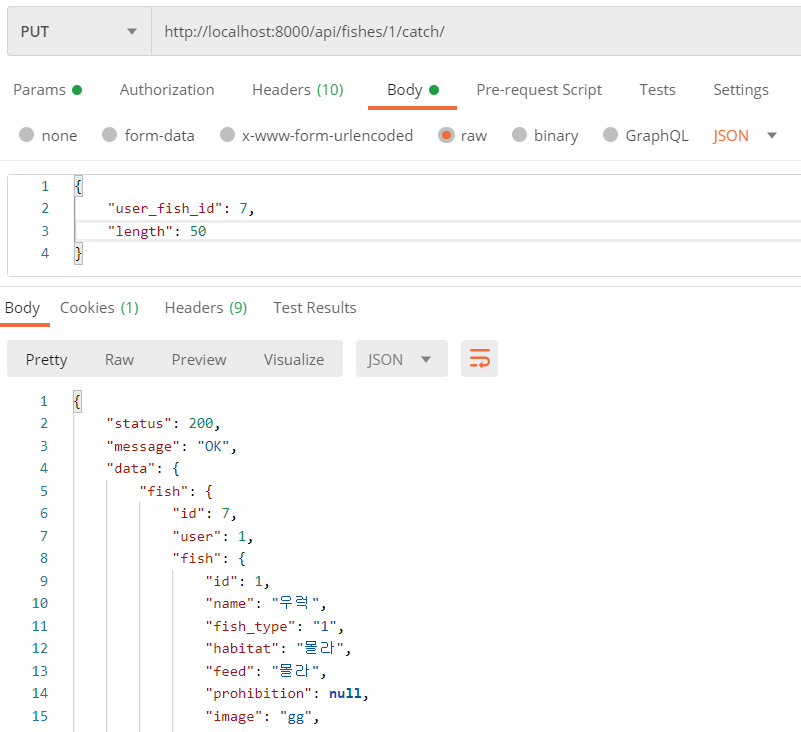 PUT http://localhost:8000/api/fishes/1/catch/
Params Authorization Headers (10) Body Pre-request Script Tests Settings
none form-data x-www-form-urlencoded raw binary GraphQL JSON
1 {
2 "user_fish_id": 7,
3 "length": 50
4 }
Body Cookies (1) Headers (9) Test Results
Pretty Raw Preview Visualize JSON
1 {
2 "status": 200,
3 "message": "OK",
4 "data": {
5 "fish": {
6 "id": 7,
7 "user": 1,
8 "fish": {
9 "id": 1,
10 "name": "우럭",
11 "fish_type": "1",
12 "habitat": "몰라",
13 "feed": "몰라",
14 "prohibition": null,
15 "image": "gg",